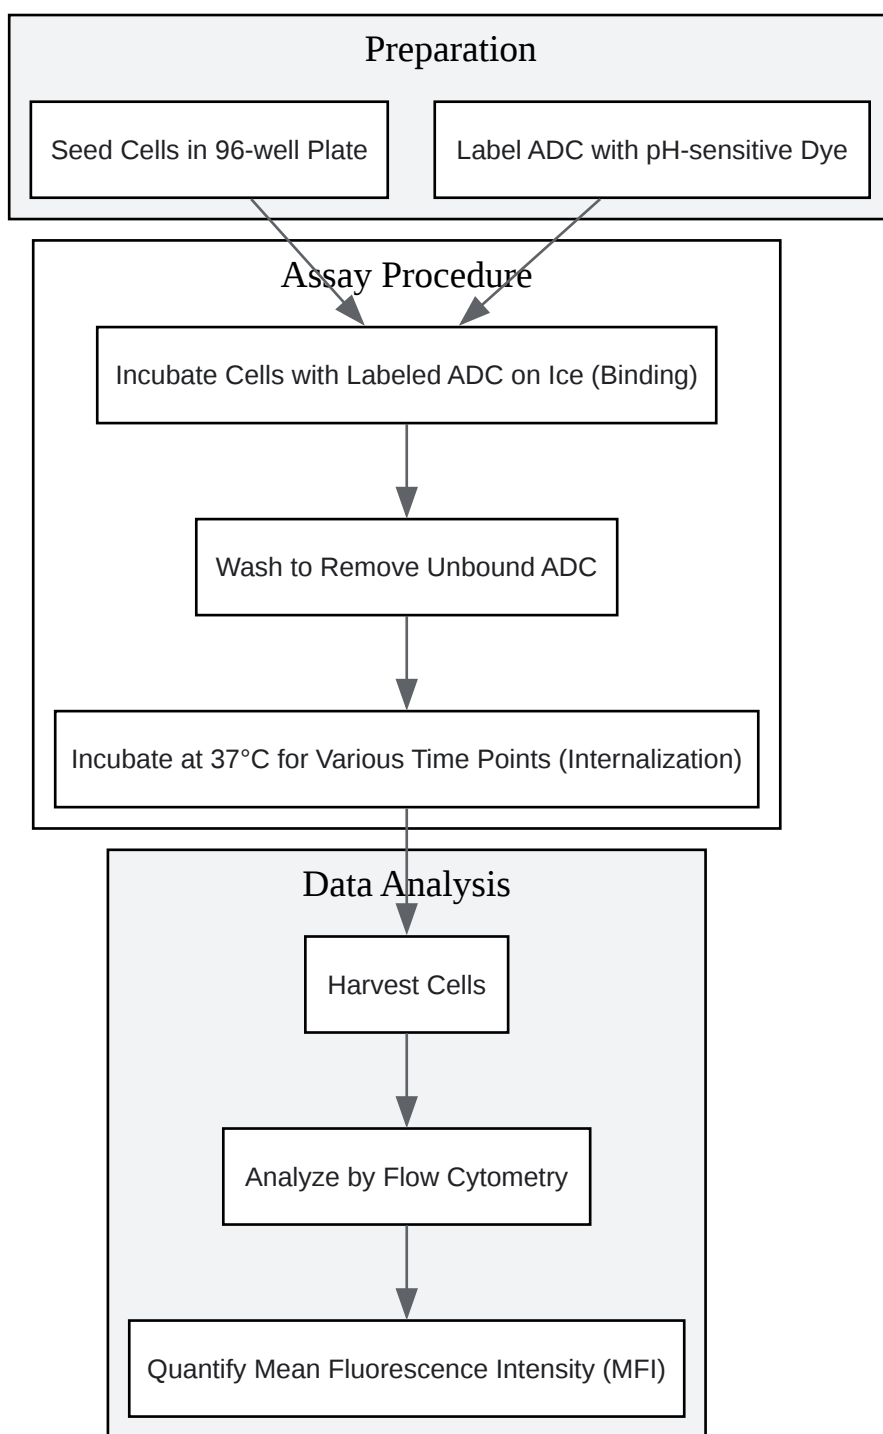 Preparation
Seed Cells in 96-well Plate
Label ADC with pH-sensitive Dye
Assay Procedure
Incubate Cells with Labeled ADC on Ice (Binding)
Wash to Remove Unbound ADC
Incubate at 37°C for Various Time Points (Internalization)
Data Analysis
Harvest Cells
Analyze by Flow Cytometry
Quantify Mean Fluorescence Intensity (MFI)